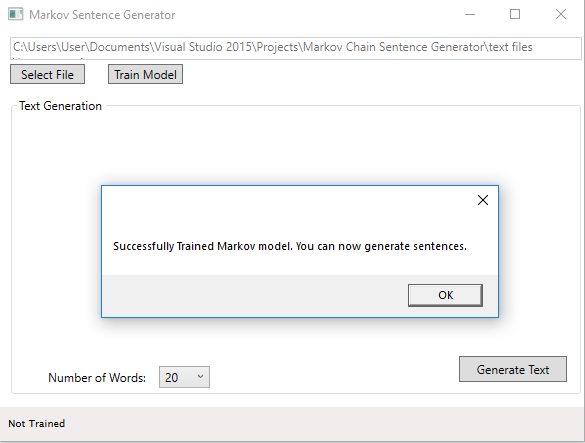 Markov Sentence Generator
C:\Users\User\Documents\Visual Studio 2015\Projects\Markov Chain Sentence Generator\text files
Select File
Train Model
Text Generation
Successfully Trained Markov model. You can now generate sentences.
OK
Number of Words:
20
Generate Text
Not Trained